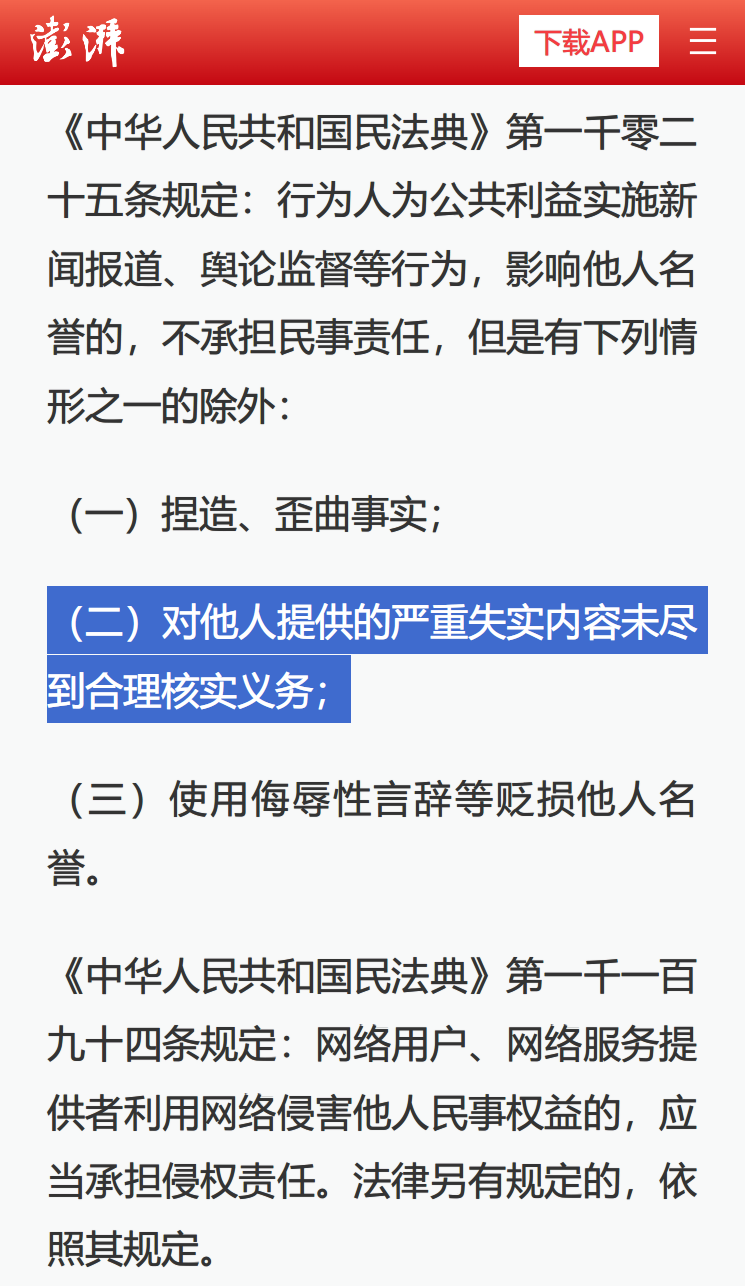 澎湃
下载APP
《中华人民共和国民法典》第一千零二
十五条规定：行为人为公共利益实施新
闻报道、舆论监督等行为，影响他人名
誉的，不承担民事责任，但是有下列情
形之一的除外：
（一）捏造、歪曲事实；
（二）对他人提供的严重失实内容未尽
到合理核实义务；
（三）使用侮辱性言辞等贬损他人名
誉。
《中华人民共和国民法典》第一千一百
九十四条规定：网络用户、网络服务提
供者利用网络侵害他人民事权益的，应
当承担侵权责任。法律另有规定的，依
照其规定。